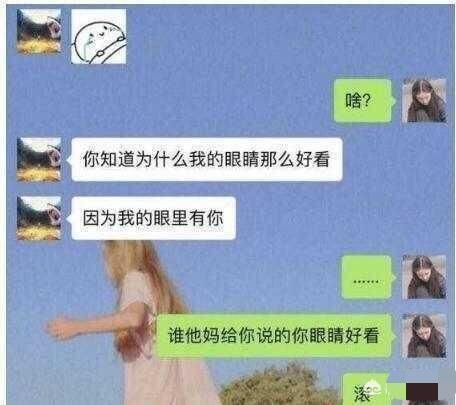 啥?
你知道为什么我的眼睛那么好看
因为我的眼里有你
……
谁他妈给你说的你眼睛好看
滚